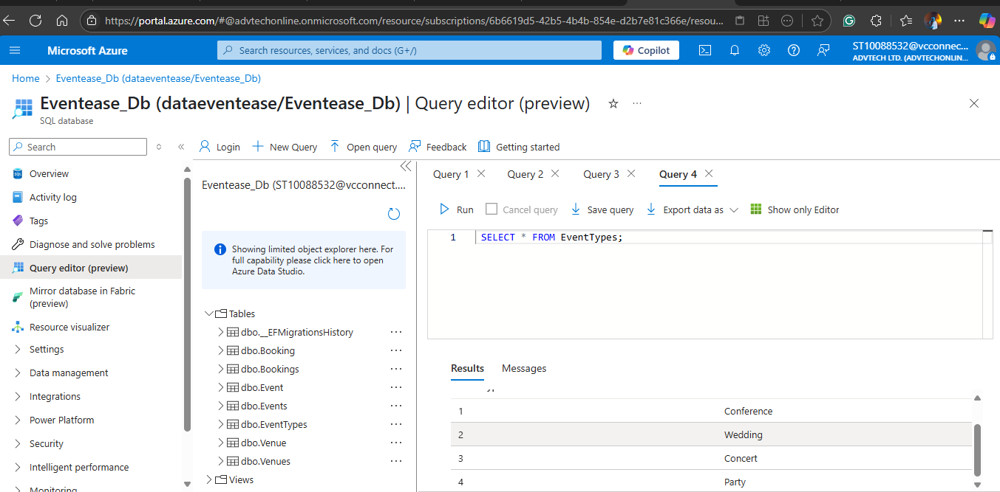 https://portal.azure.com/#@advtechonline.onmicrosoft.com/resource/subscriptions/6b6619d5-42b5-4b4b-854e-d2b7e81c366e/resou...
Microsoft Azure
Search resources, services, and docs (G+/)
Copilot
ST10088532@vcconnec...
ADVTECH LTD. (ADVTECHONLIN...
Home > Eventease_Db (dataeventease/Eventease_Db)
Eventease_Db (dataeventease/Eventease_Db) | Query editor (preview)
SQL database
Search
Overview
Activity log
Tags
Diagnose and solve problems
Query editor (preview)
Mirror database in Fabric
(preview)
Resource visualizer
Settings
Data management
Integrations
Power Platform
Security
Intelligent performance
Monitoring
Login
New Query
Open query
Feedback
Getting started
Eventease_Db (ST10088532@vcconnect....
Showing limited object explorer here. For
full capability please click here to open
Azure Data Studio.
Tables
dbo.__EFMigrationsHistory
dbo.Booking
dbo.Bookings
dbo.Event
dbo.Events
dbo.EventTypes
dbo.Venue
dbo.Venues
Views
Query 1
Query 2
Query 3
Query 4
Run
Cancel query
Save query
Export data as
Show only Editor
1 SELECT * FROM EventTypes;
Results
Messages
1 Conference
2 Wedding
3 Concert
4 Party